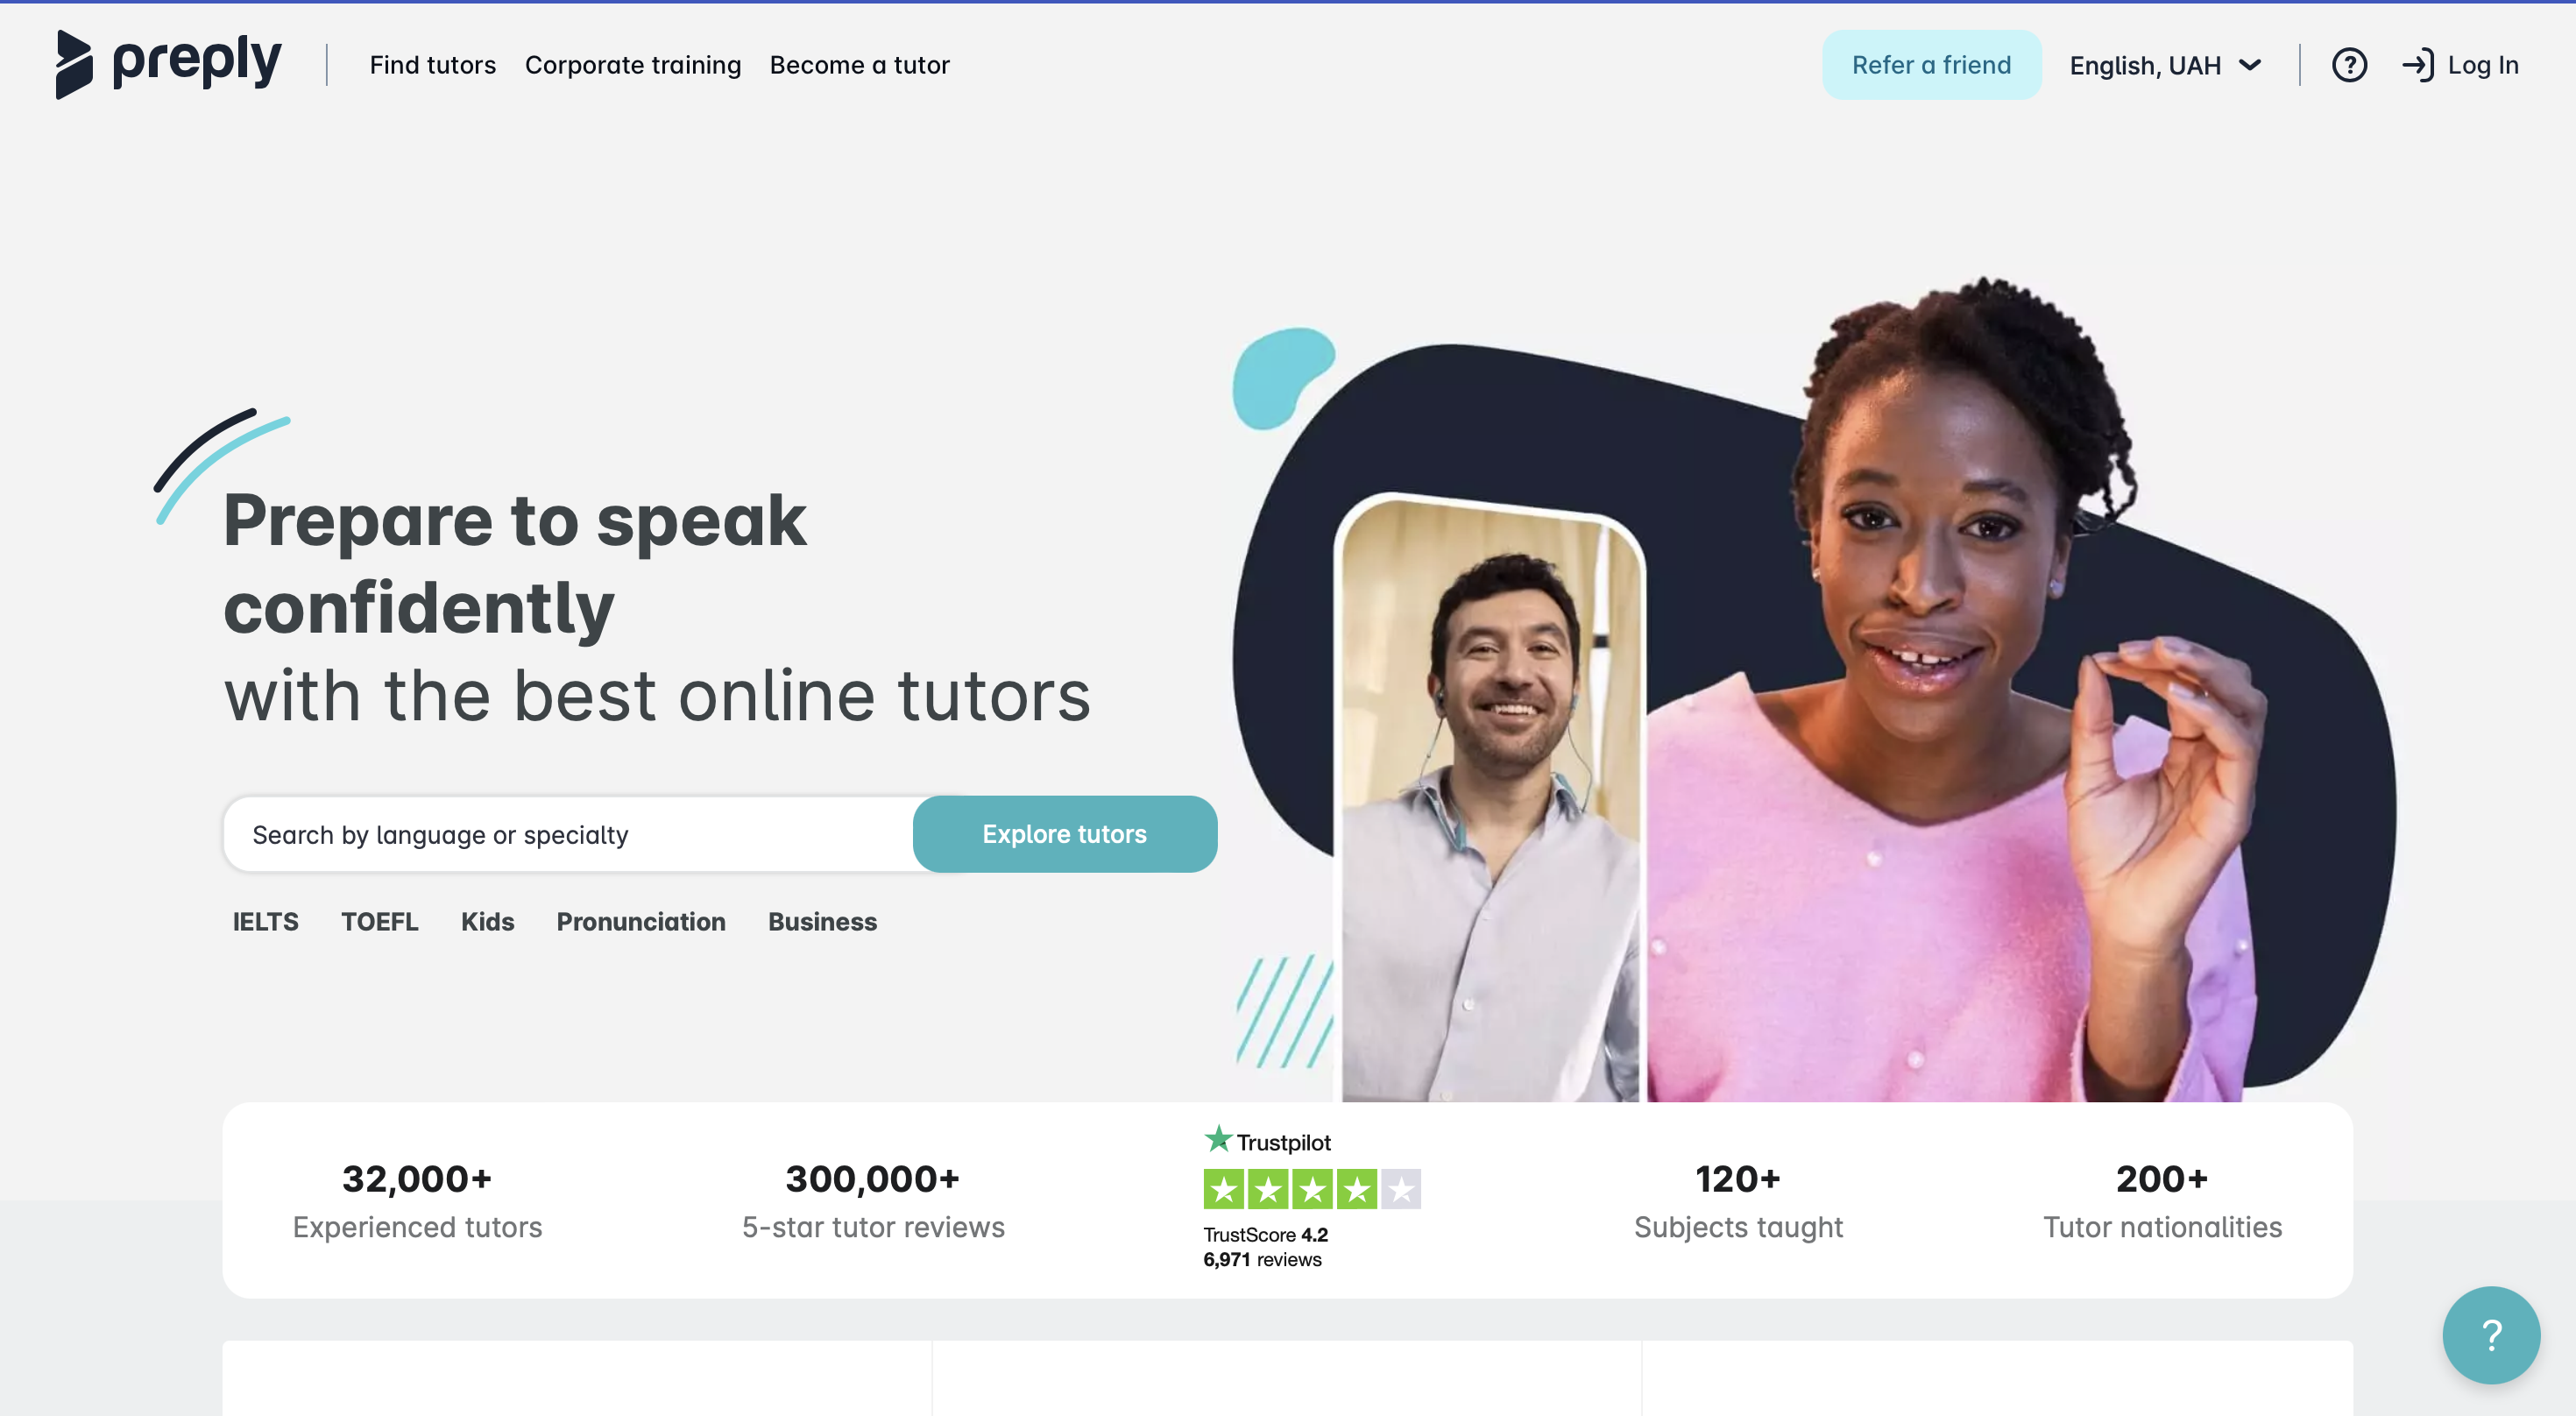 preply
Find tutors
Corporate training
Become a tutor
Refer a friend
English, UAH
?
Log In
Prepare to speak
confidently
with the best online tutors
Search by language or specialty
Explore tutors
IELTS
TOEFL
Kids
Pronunciation
Business
32,000+
Experienced tutors
300,000+
5-star tutor reviews
Trustpilot
TrustScore 4.2
6,971 reviews
120+
Subjects taught
200+
Tutor nationalities
?